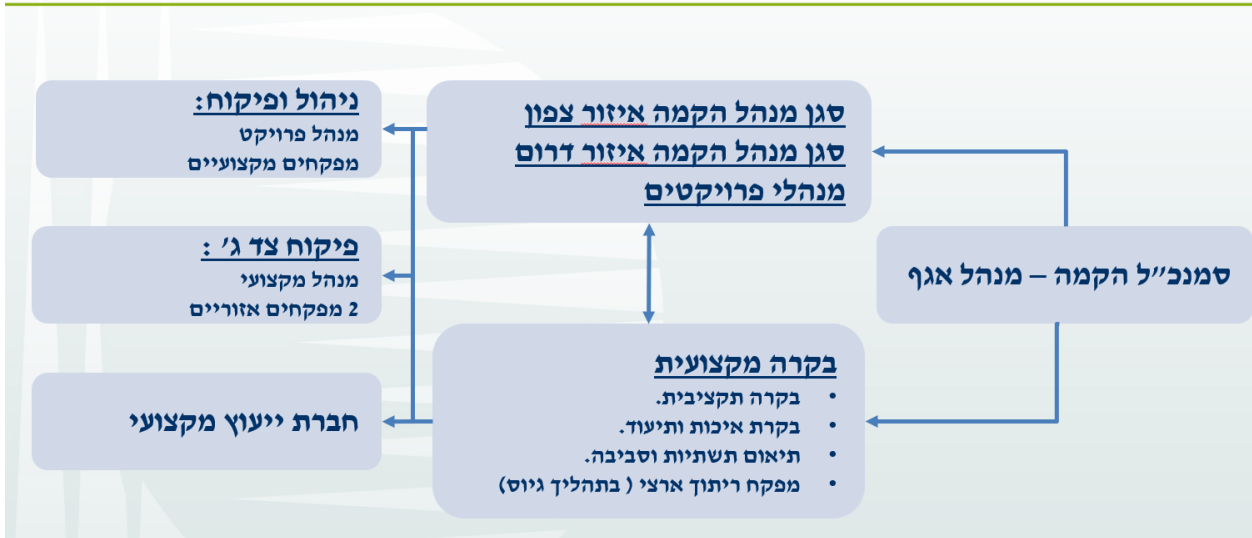 סמנכ״ל הקמה – מנהל אגף
סגן מנהל הקמה איזור צפון
סגן מנהל הקמה איזור דרום
מנהלי פרויקטים
בקרה מקצועית
• בקרה תקציבית.
• בקרת איכות ותיעוד.
• תיאום תשתיות וסביבה.
• מפקח ריתוך ארצי ( בתהליך גיוס)
ניהול ופיקוח:
מנהל פרויקט
מפקחים מקצועיים
פיקוח צד ג׳ :
מנהל מקצועי
2 מפקחים אזוריים
חברת ייעוץ מקצועי